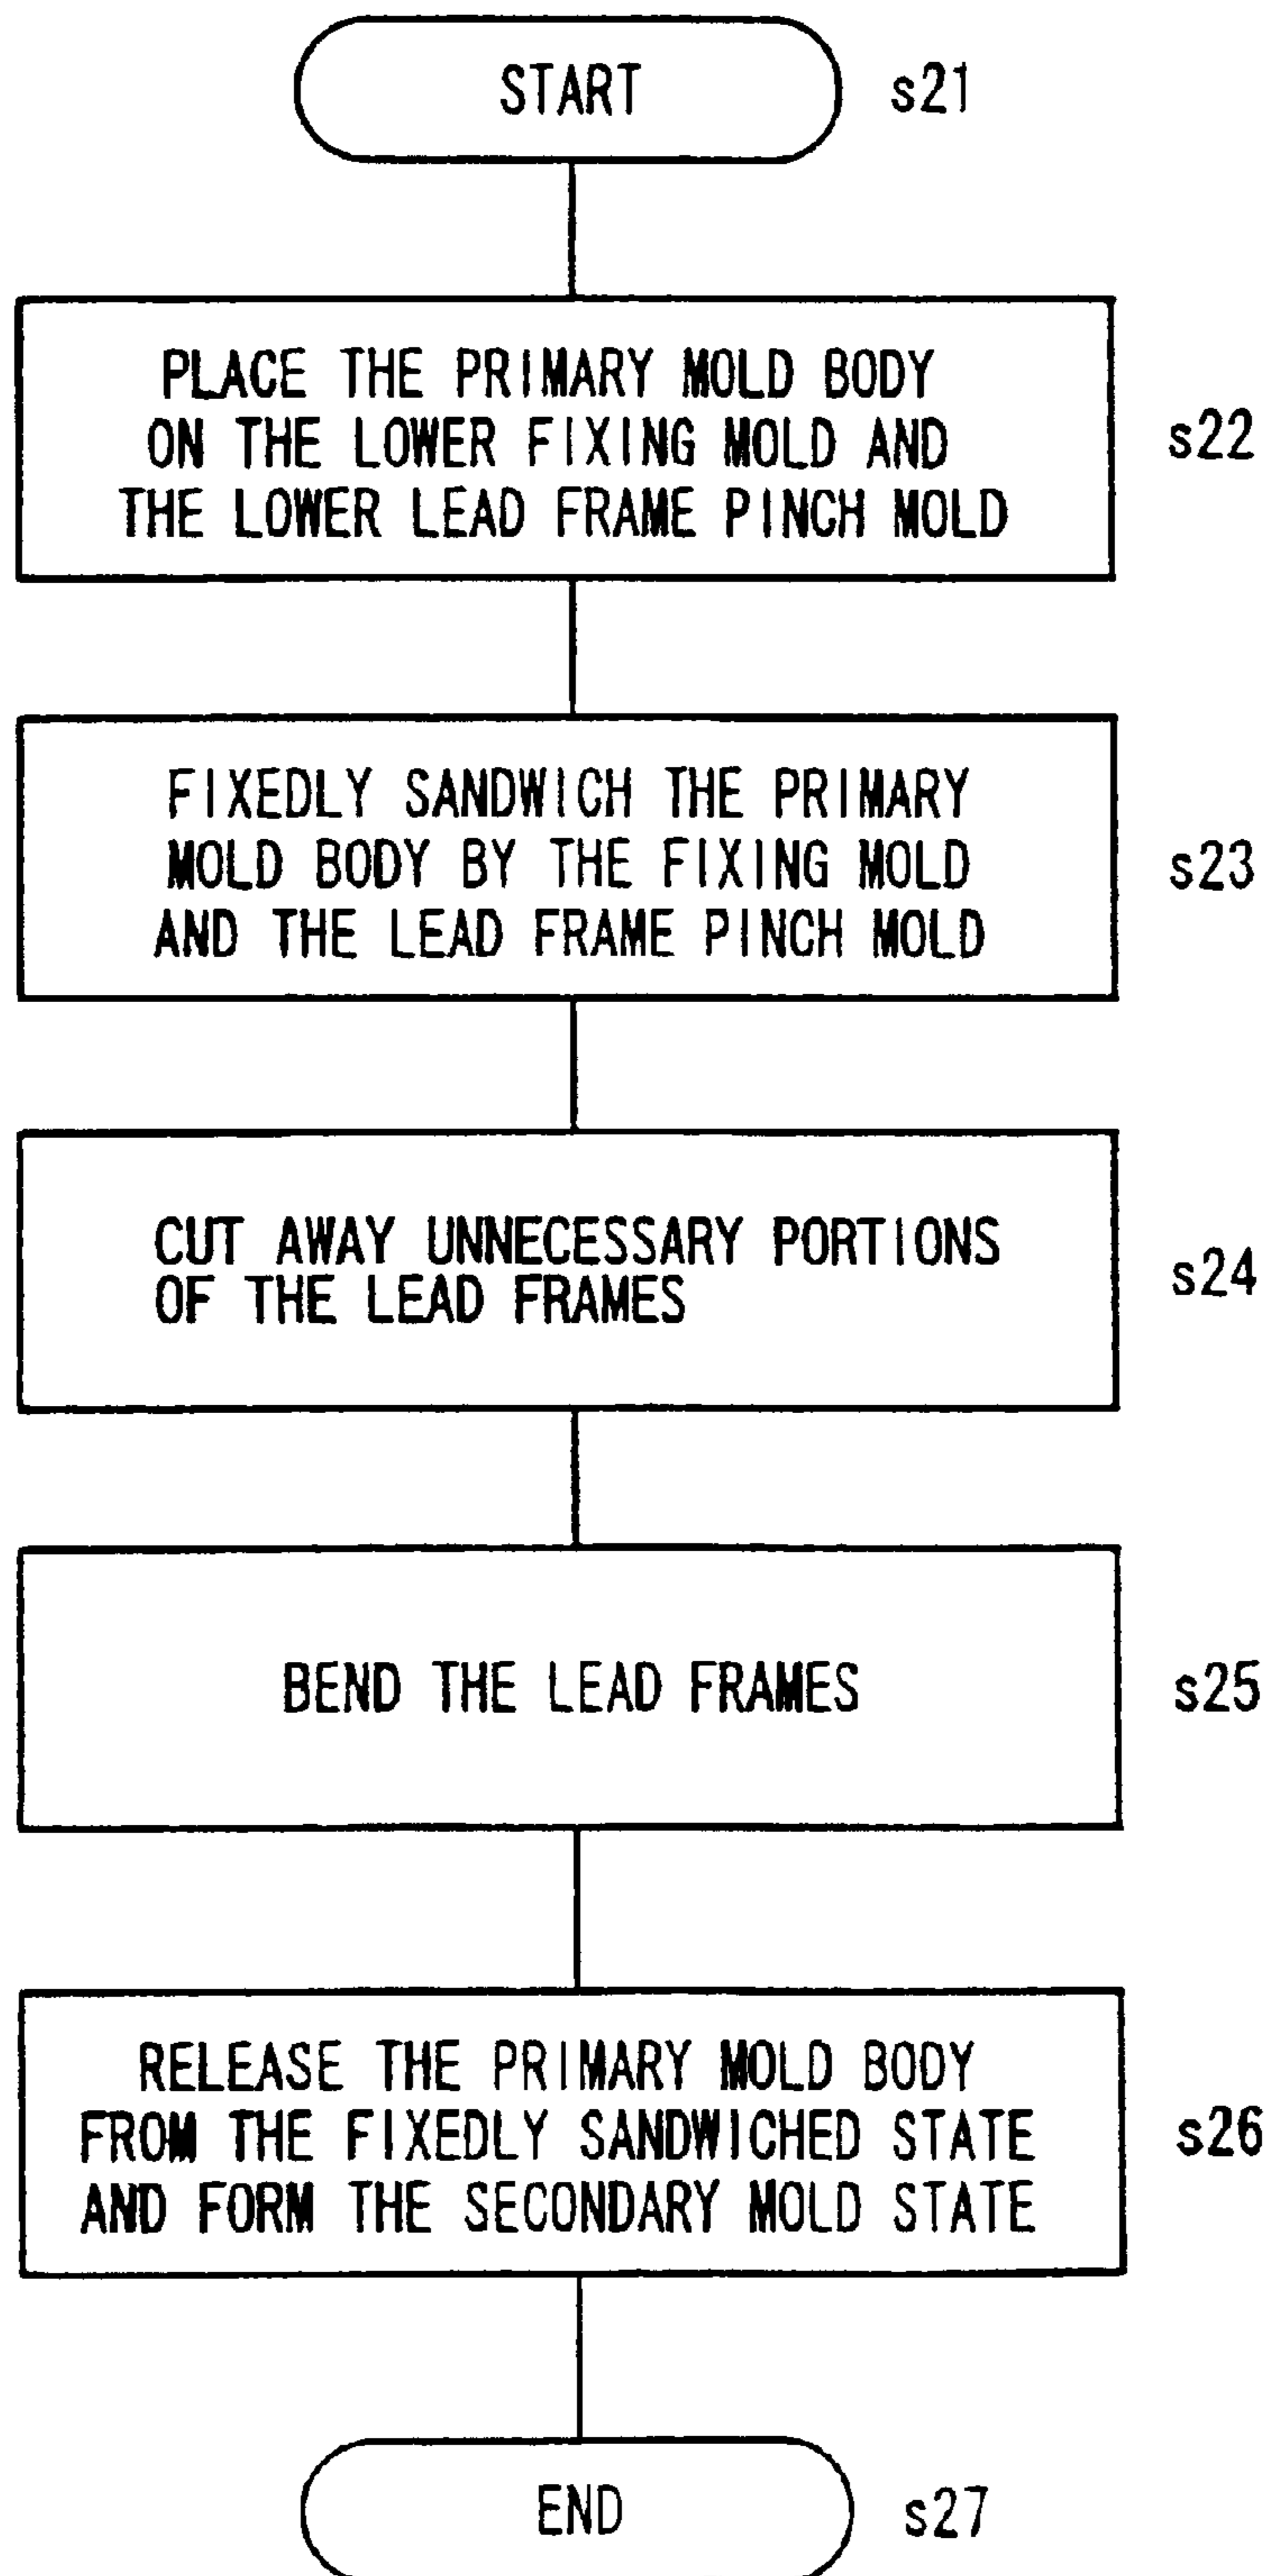 START
s21
PLACE THE PRIMARY MOLD BODY
ON THE LOWER FIXING MOLD AND
THE LOWER LEAD FRAME PINCH MOLD
s22
FIXEDLY SANDWICH THE PRIMARY
MOLD BODY BY THE FIXING MOLD
AND THE LEAD FRAME PINCH MOLD
s23
CUT AWAY UNNECESSARY PORTIONS
OF THE LEAD FRAMES
s24
BEND THE LEAD FRAMES
s25
RELEASE THE PRIMARY MOLD BODY
FROM THE FIXEDLY SANDWICHED STATE
AND FORM THE SECONDARY MOLD STATE
s26
END
s27